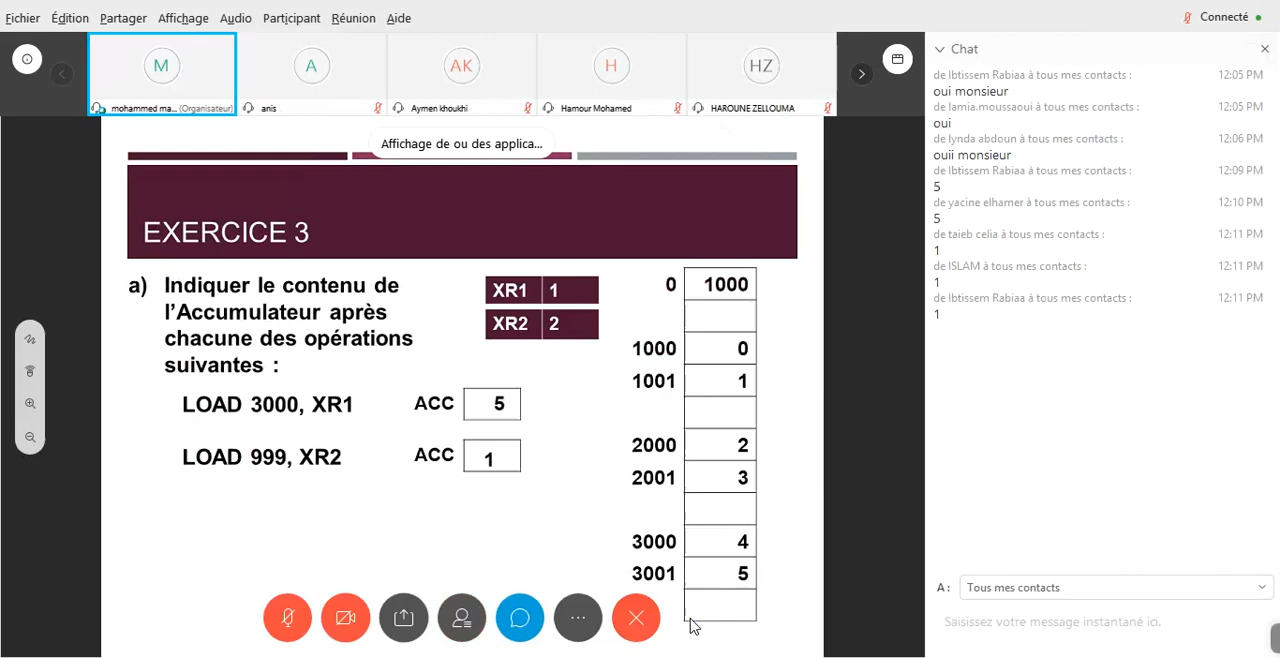 Fichier Édition Partager Affichage Audio Participant Réunion Aide
Connecté
M
A
AK
H
HZ
mohammed ma... (Organisateur)
anis
Aymen khoukhi
Hamour Mohamed
HAROUNE ZELLOUMA
Affichage de ou des applica...
EXERCICE 3
a) Indiquer le contenu de
l'Accumulateur après
chacune des opérations
suivantes :
XR1 1
XR2 2
LOAD 3000, XR1 ACC 5
LOAD 999, XR2 ACC 1
0 1000
1000 0
1001 1
2000 2
2001 3
3000 4
3001 5
Chat
de Ibtissem Rabiaa à tous mes contacts : 12:05 PM
oui monsieur
de lamia.moussaoui à tous mes contacts : 12:05 PM
oui
de lynda abdoun à tous mes contacts : 12:06 PM
ouii monsieur
de Ibtissem Rabiaa à tous mes contacts : 12:09 PM
5
de yacine elhamer à tous mes contacts : 12:10 PM
5
de taieb celia à tous mes contacts : 12:11 PM
1
de ISLAM à tous mes contacts : 12:11 PM
1
de Ibtissem Rabiaa à tous mes contacts : 12:11 PM
1
A : Tous mes contacts
Saisissez votre message instantané ici.